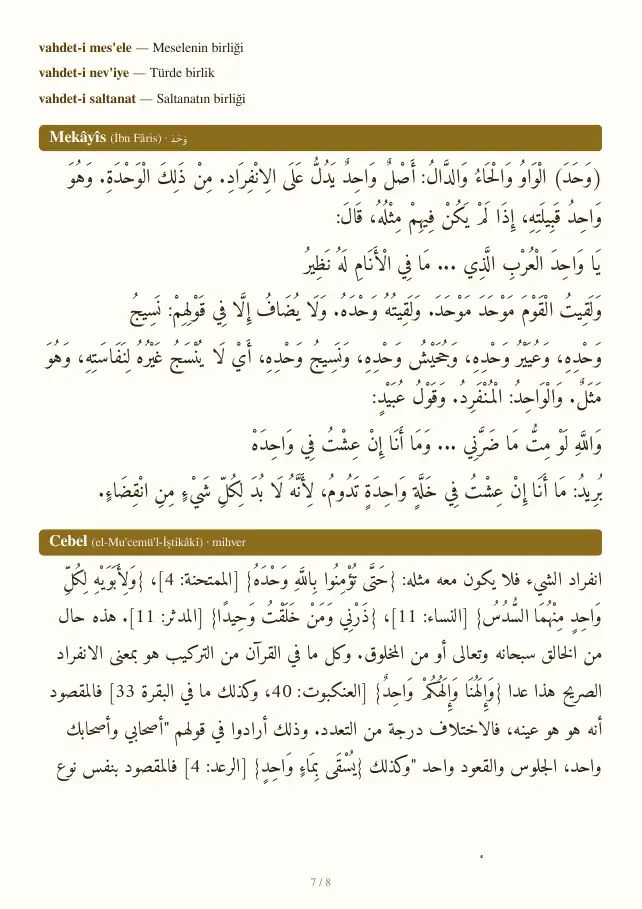 vahdet-i mes'ele — Meselenin birliği
vahdet-i nev'iye — Türde birlik
vahdet-i saltanat — Saltanatın birliği
Mekâyîs (İbn Fâris) · وَحَدَ
(وَحَدَ) الْوَاوُ وَالْحَاءُ وَالدَّالُ: أَصْلٌ وَاحِدٌ يَدُلُّ عَلَى الِانْفِرَادِ. مِنْ ذَلِكَ الْوَحْدَةِ. وَهُوَ
وَاحِدُ قَبِيلَتِهِ، إِذَا لَمْ يَكُنْ فِيهِمْ مِثْلُهُ، قَالَ:
يَا وَاحِدَ الْعُرْبِ الَّذِي ... مَا فِي الْأَنَامِ لَهُ نَظِيرُ
وَلَقِيتُ الْقَوْمَ مَوْحَدَ مَوْحَدَ. وَلَقِيتُهُ وَحْدَهُ. وَلَا يُضَافُ إِلَّا فِي قَوْلِهِمْ: نَسِيجُ
وَحْدِهِ، وَعُيَيْرُ وَحْدِهِ، وَجُحَيْشُ وَحْدِهِ، وَنَسِيجُ وَحْدِهِ، أَيْ لَا يُنْسَجُ غَيْرُهُ لِنَفَاسَتِهِ، وَهُوَ
مَثَلٌ. وَالْوَاحِدُ: الْمُنْفَرِدُ. وَقَوْلُ عُبَيْدٍ:
وَاللَّهِ لَوْ مِتُّ مَا ضَرَّنِي ... وَمَا أَنَا إِنْ عِشْتُ فِي وَاحِدَهْ
يُرِيدُ: مَا أَنَا إِنْ عِشْتُ فِي خَلَّةٍ وَاحِدَةٍ تَدُومُ، لِأَنَّهُ لَا بُدَ لِكُلِّ شَيْءٍ مِنِ انْقِضَاءٍ.
Cebel (el-Mu'cemü'l-İştikâkî) · mihver
انفراد الشيء فلا يكون معه مثله: {حَتَّى تُؤْمِنُوا بِاللَّهِ وَحْدَهُ} [الممتحنة: 4]، {وَلِأَبَوَيْهِ لِكُلِّ
وَاحِدٍ مِنْهُمَا السُّدُسُ} [النساء: 11]، {ذَرْنِي وَمَنْ خَلَقْتُ وَحِيدًا} [المدثر: 11]. هذه حال
من الخالق سبحانه وتعالى أو من المخلوق. وكل ما في القرآن من التركيب هو بمعنى الانفراد
الصريح هذا عدا {وَإِلَهُنَا وَإِلَهُكُمْ وَاحِدٌ} [العنكبوت: 40، وكذلك ما في البقرة 33] فالمقصود
أنه هو هو عينه، فالاختلاف درجة من التعدد. وذلك أرادوا في قولهم "أصحابي وأصحابك
واحد، الجلوس والقعود واحد "وكذلك {يُسْقَى بِمَاءٍ وَاحِدٍ} [الرعد: 4] فالمقصود بنفس نوع
7 / 8